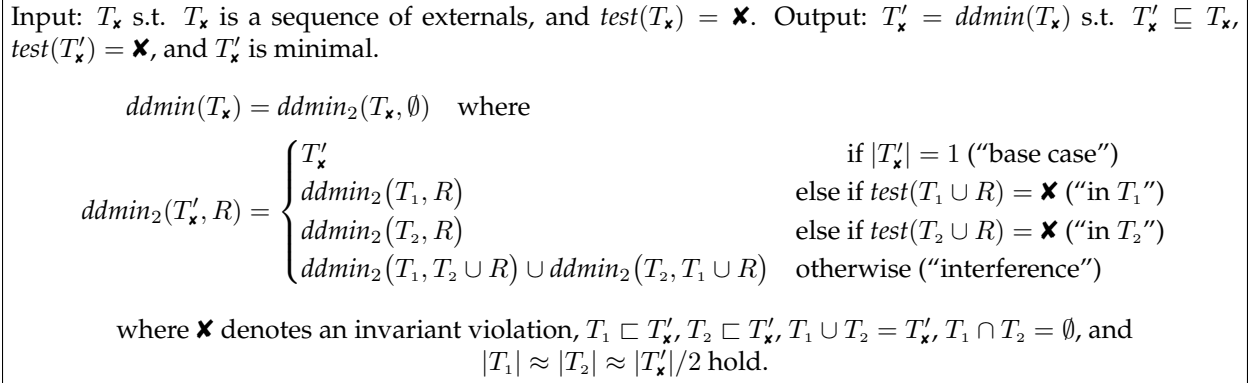 Input: T✘ s.t. T✘ is a sequence of externals, and test(T✘) = ✘. Output: T′✘ = ddmin(T✘) s.t. T′✘ ⊑ T✘,
test(T′✘) = ✘, and T′✘ is minimal.
ddmin(T✘) = ddmin₂(T✘, ∅) where
ddmin₂(T′✘, R) = {
T′✘ if |T′✘| = 1 (“base case”)
ddmin₂(T₁, R) else if test(T₁ ∪ R) = ✘ (“in T₁”)
ddmin₂(T₂, R) else if test(T₂ ∪ R) = ✘ (“in T₂”)
ddmin₂(T₁, T₂ ∪ R) ∪ ddmin₂(T₂, T₁ ∪ R) otherwise (“interference”)
where ✘ denotes an invariant violation, T₁ ⊏ T′✘, T₂ ⊏ T′✘, T₁ ∪ T₂ = T′✘, T₁ ∩ T₂ = ∅, and
|T₁| ≈ |T₂| ≈ |T′✘|/2 hold.